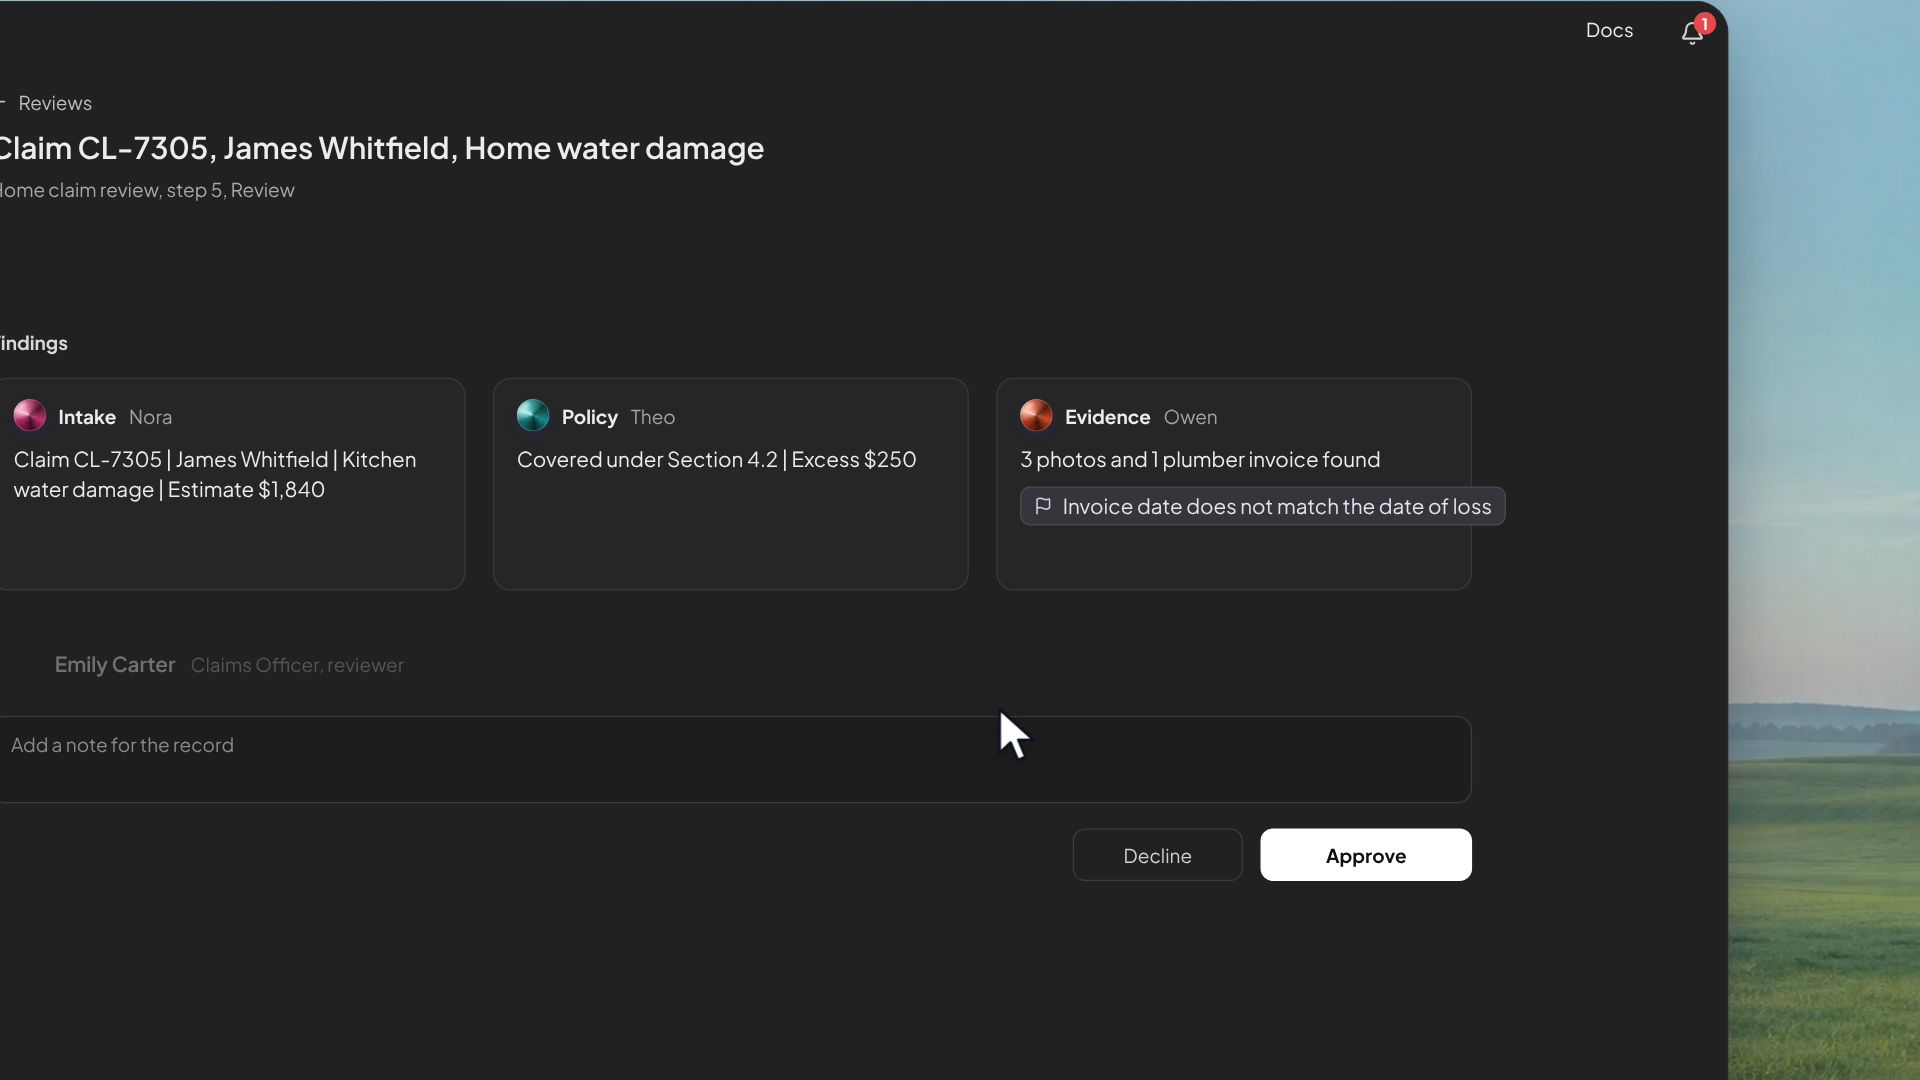 Docs
1
Reviews
Claim CL-7305, James Whitfield, Home water damage
Home claim review, step 5, Review
Findings
Intake Nora
Claim CL-7305 | James Whitfield | Kitchen
water damage | Estimate $1,840
Policy Theo
Covered under Section 4.2 | Excess $250
Evidence Owen
3 photos and 1 plumber invoice found
Invoice date does not match the date of loss
Emily Carter Claims Officer, reviewer
Add a note for the record
Decline
Approve